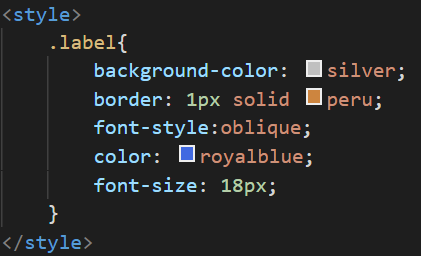 <style>
.label{
background-color: silver;
border: 1px solid peru;
font-style:oblique;
color: royalblue;
font-size: 18px;
}
</style>